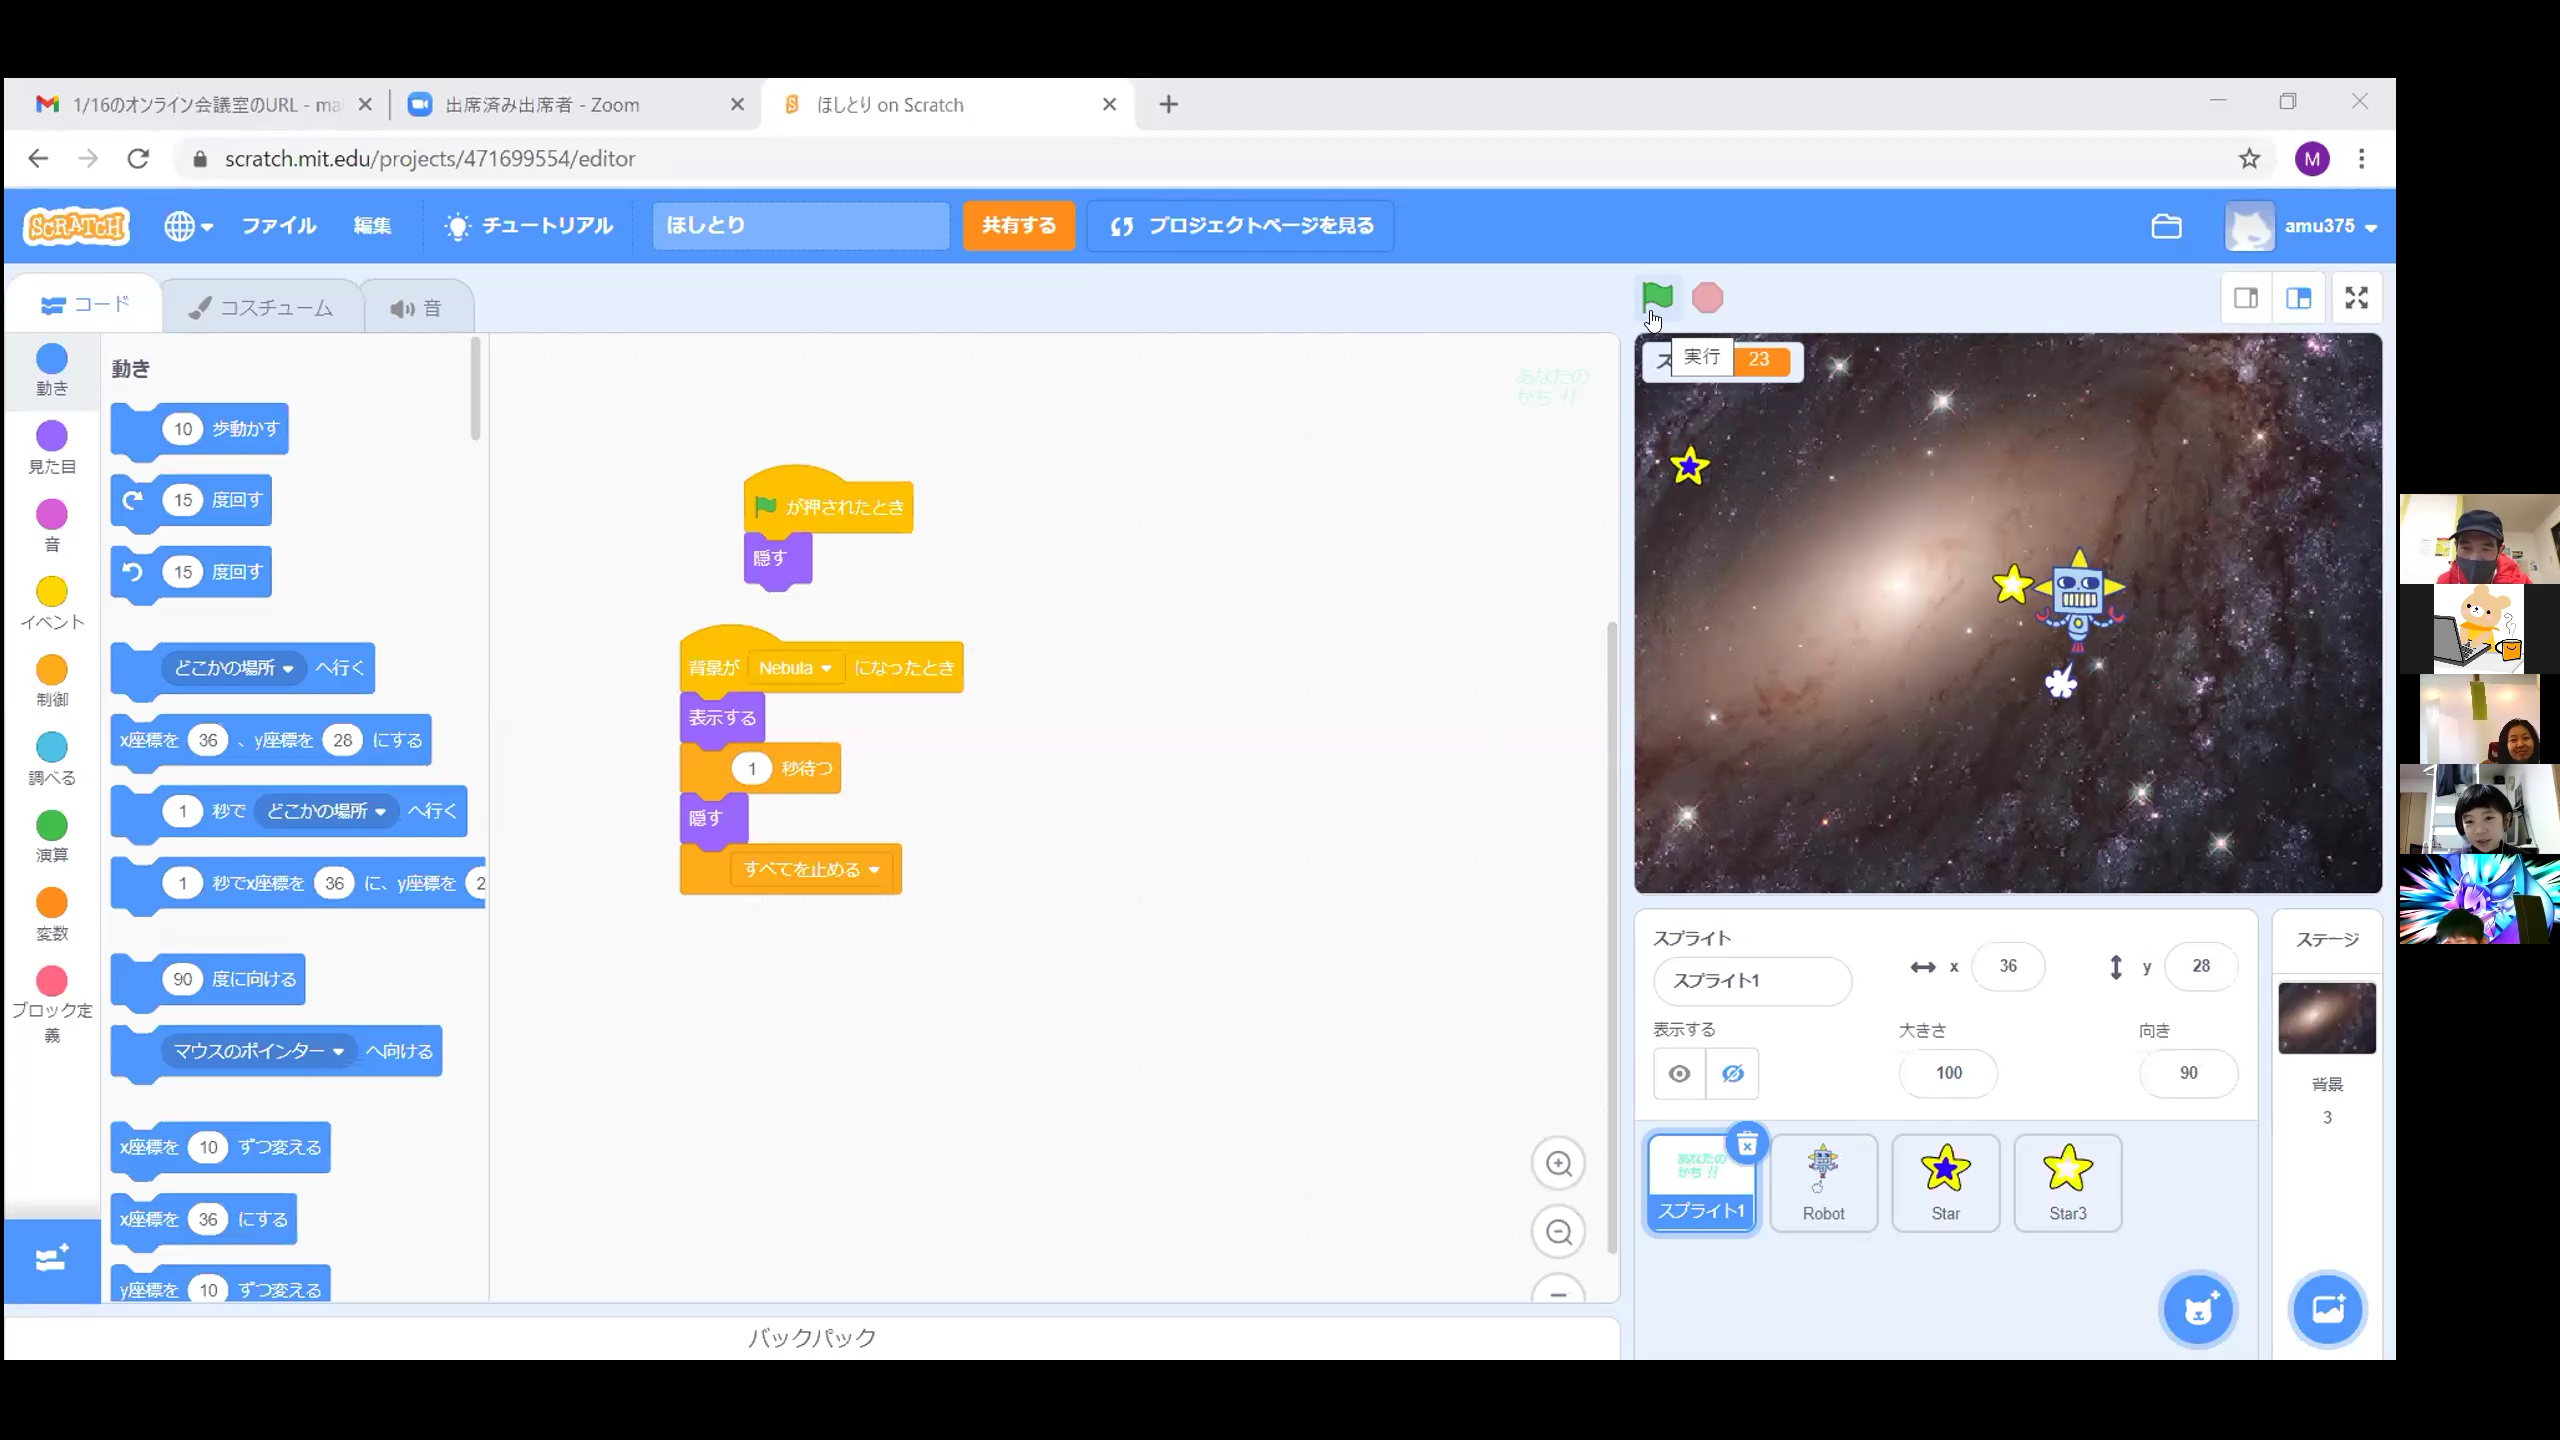 1/16のオンライン会議室のURL - ma
出席済み出席者 - Zoom
ほしとり on Scratch
scratch.mit.edu/projects/471699554/editor
M
SCRATCH
ファイル
編集
チュートリアル
ほしとり
共有する
プロジェクトページを見る
amu375
コード
コスチューム
音
動き
見た目
音
イベント
制御
調べる
演算
変数
ブロック定
義
動き
10 歩動かす
15 度回す
15 度回す
どこかの場所 へ行く
x座標を 36 、y座標を 28 にする
1 秒で どこかの場所 へ行く
1 秒でx座標を 36 に、y座標を 2
90 度に向ける
マウスのポインター へ向ける
x座標を 10 ずつ変える
x座標を 36 にする
y座標を 10 ずつ変える
あなたの
かち !!
が押されたとき
隠す
背景が Nebula になったとき
表示する
1 秒待つ
隠す
すべてを止める
バックパック
ス
実行
23
スプライト
スプライト1
x 36
y 28
表示する
大きさ
100
向き
90
あなたの
かち !!
スプライト1
Robot
Star
Star3
ステージ
背景
3